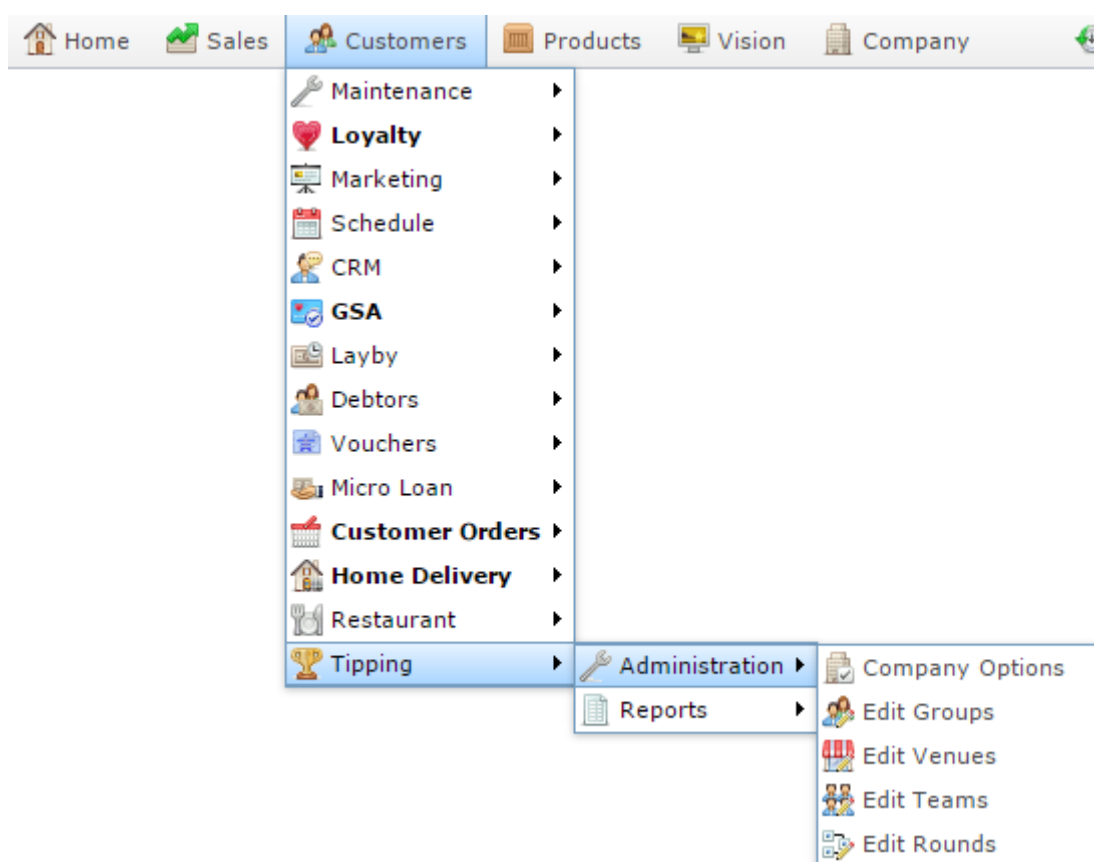 Home Sales Customers Products Vision Company
Maintenance
Loyalty
Marketing
Schedule
CRM
GSA
Layby
Debtors
Vouchers
Micro Loan
Customer Orders
Home Delivery
Restaurant
Tipping Administration Company Options
Reports Edit Groups
Edit Venues
Edit Teams
Edit Rounds